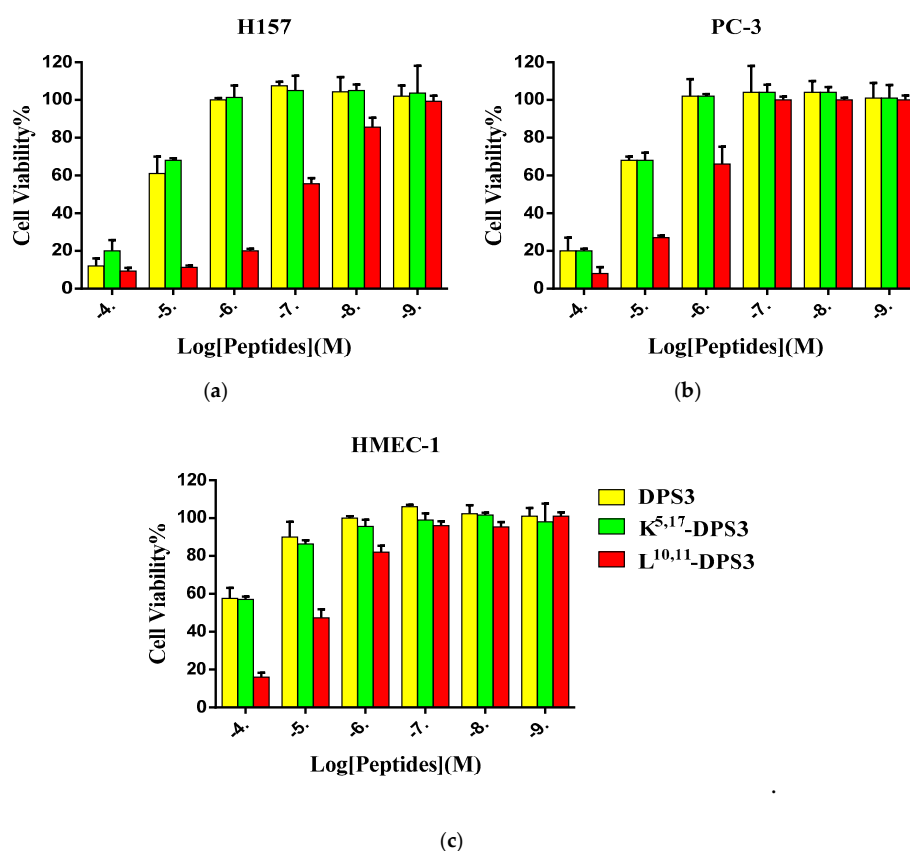 H157
120
100
80
60
40
20
0
Cell Viability%
-4. -5. -6. -7. -8. -9.
Log[Peptides](M)
(a)
PC-3
120
100
80
60
40
20
0
Cell Viability%
-4. -5. -6. -7. -8. -9.
Log[Peptides](M)
(b)
HMEC-1
120
100
80
60
40
20
0
Cell Viability%
-4. -5. -6. -7. -8. -9.
Log[Peptides](M)
DPS3
K⁵,¹⁷-DPS3
L¹⁰,¹¹-DPS3
.
(c)